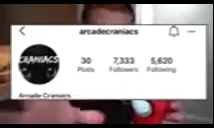 arcadecraniacs
CRANIACS
30 7,333 5,620
Posts Followers Following
Arcade Craniacs